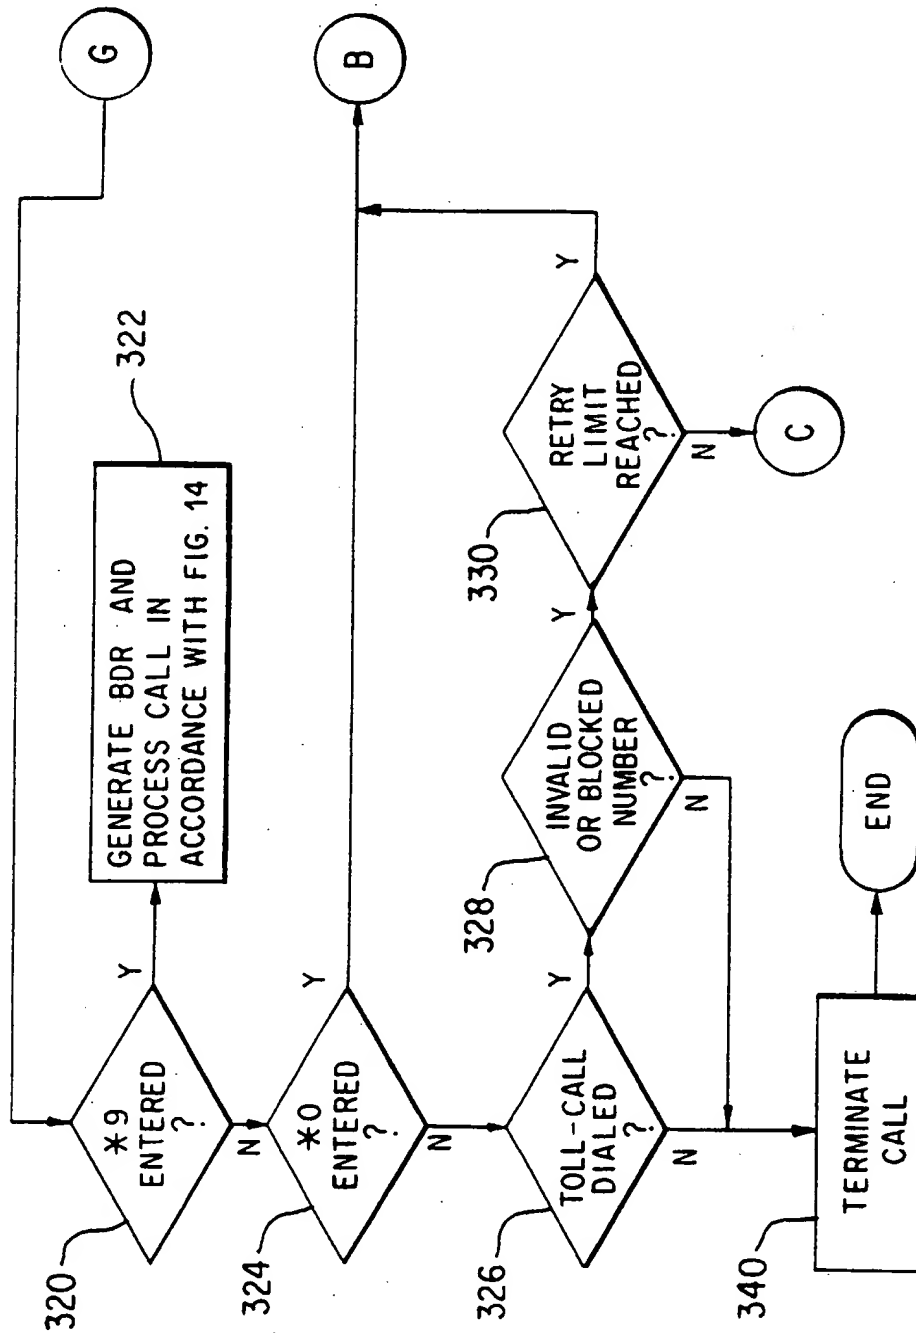 G
320
*9
ENTERED
?
Y
N
GENERATE BDR AND
PROCESS CALL IN
ACCORDANCE WITH FIG. 14
322
324
*0
ENTERED
?
Y
N
B
326
TOLL-CALL
DIALED
?
Y
N
328
INVALID
OR BLOCKED
NUMBER
?
Y
N
330
RETRY
LIMIT
REACHED
?
Y
N
C
340
TERMINATE
CALL
END